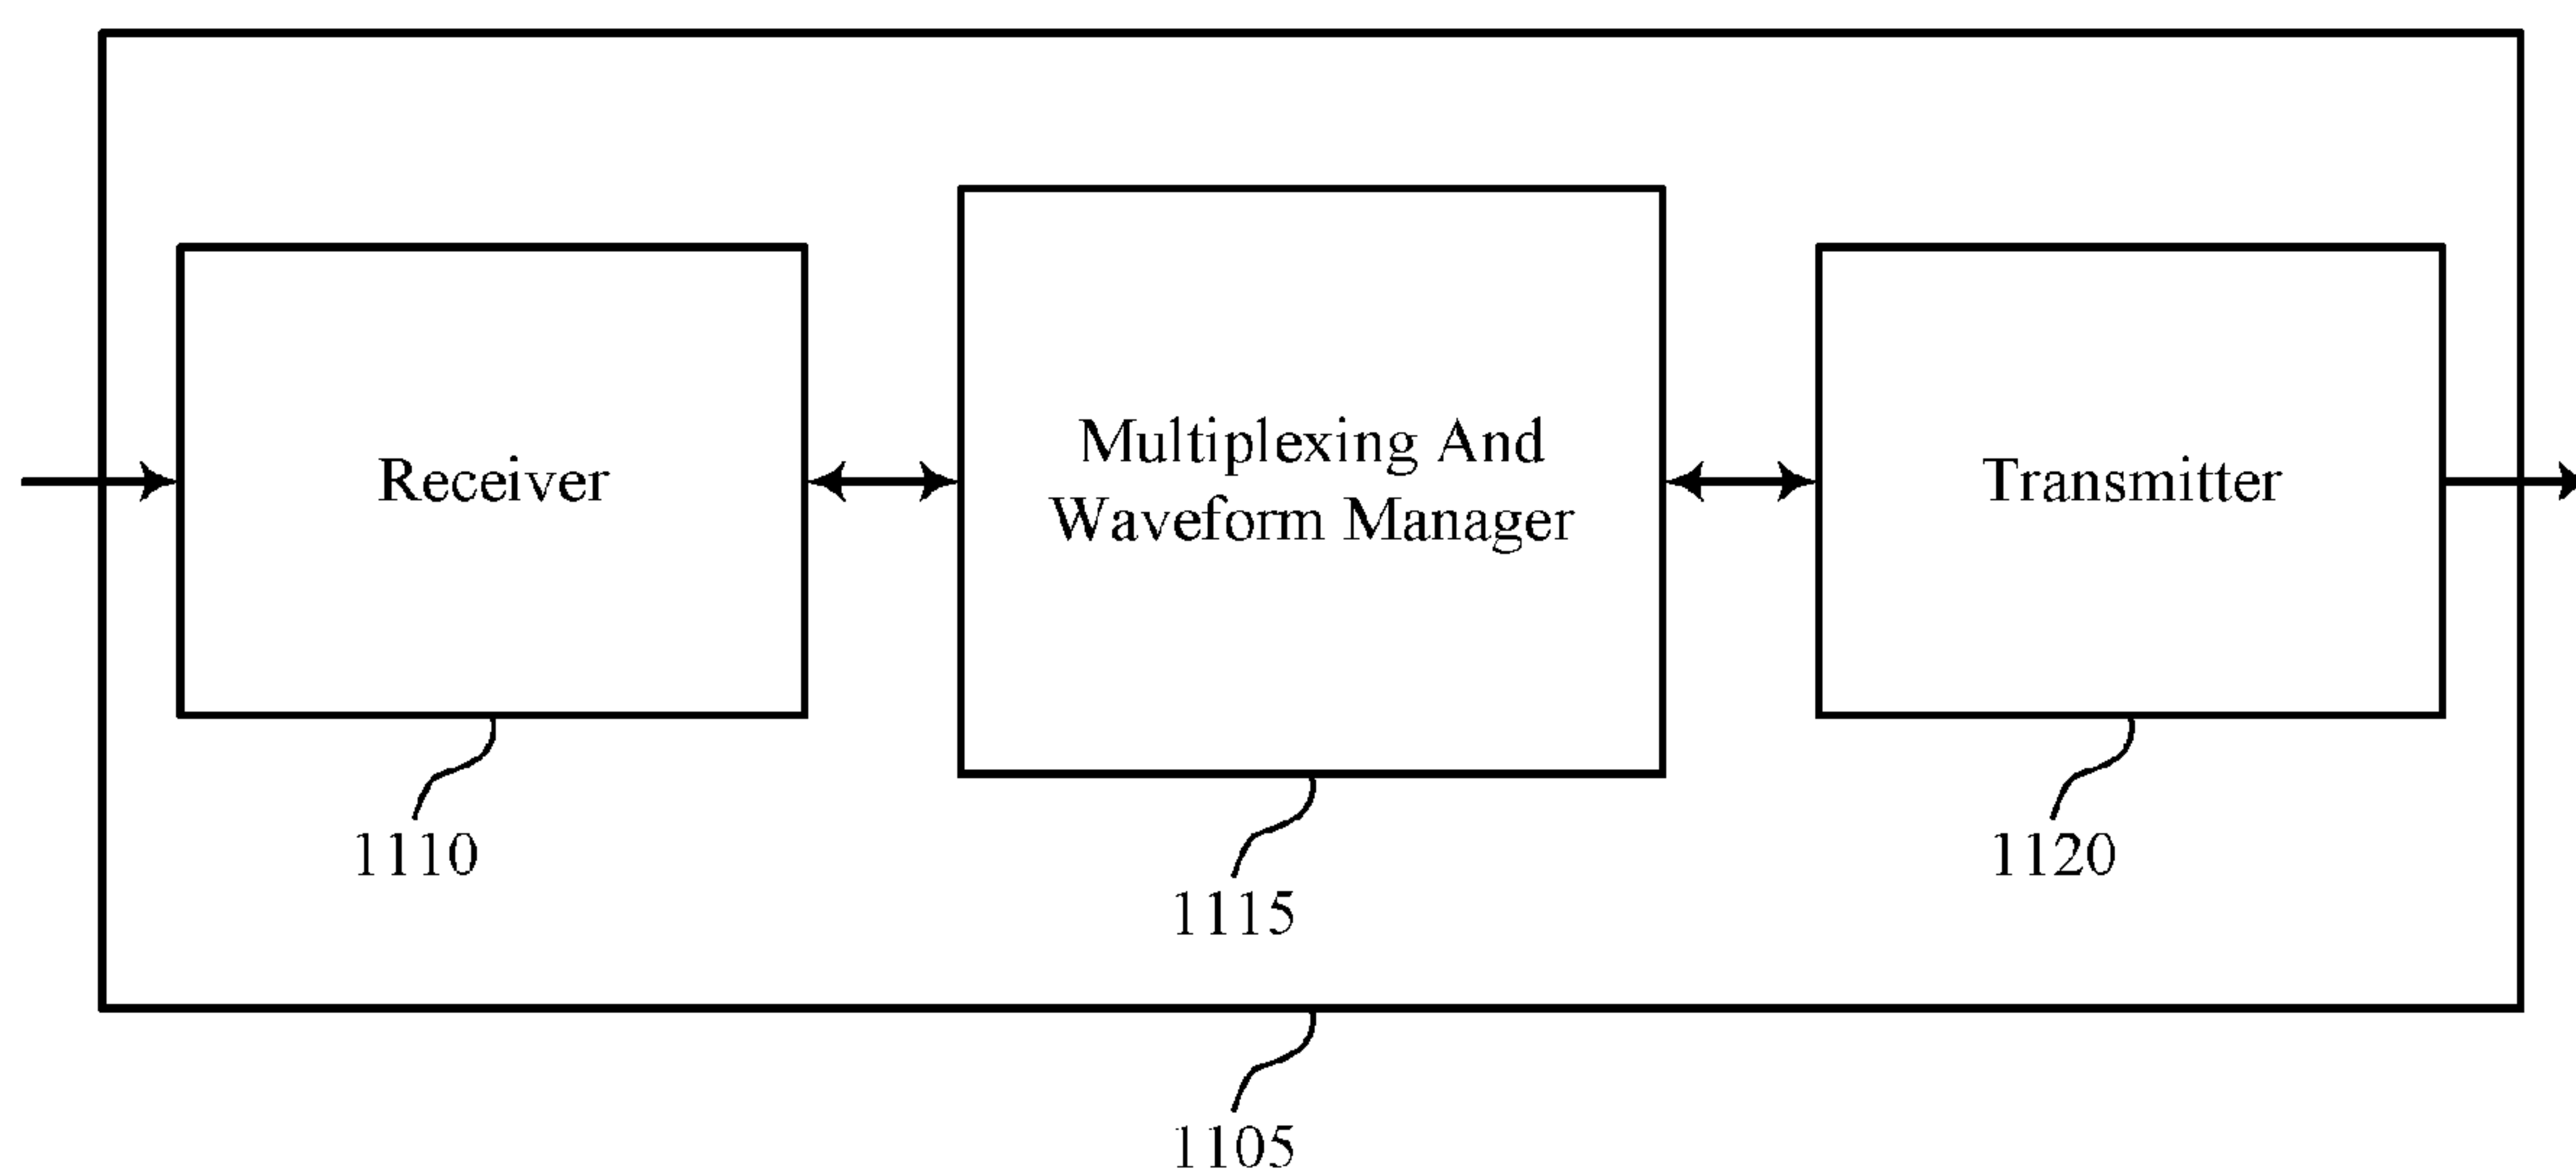 Receiver
Multiplexing And
Waveform Manager
Transmitter
1110
1115
1120
1105